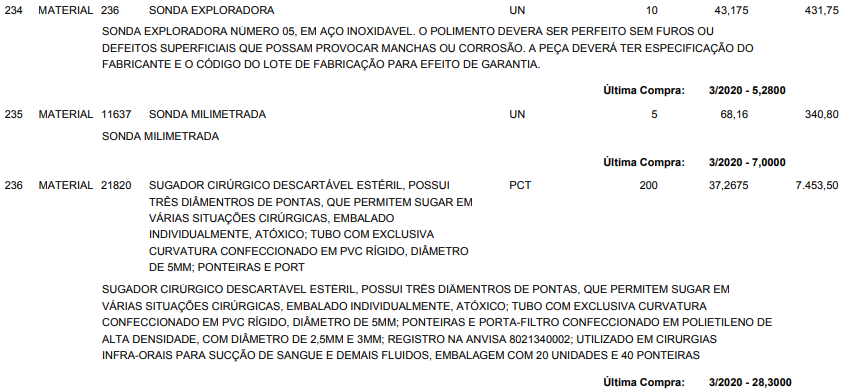 234 MATERIAL 236 SONDA EXPLORADORA UN 10 43,175 431,75
SONDA EXPLORADORA NÚMERO 05, EM AÇO INOXIDÁVEL. O POLIMENTO DEVERÁ SER PERFEITO SEM FUROS OU
DEFEITOS SUPERFICIAIS QUE POSSAM PROVOCAR MANCHAS OU CORROSÃO. A PEÇA DEVERÁ TER ESPECIFICAÇÃO DO
FABRICANTE E O CÓDIGO DO LOTE DE FABRICAÇÃO PARA EFEITO DE GARANTIA.
Última Compra: 3/2020 - 5,2800
235 MATERIAL 11637 SONDA MILIMETRADA UN 5 68,16 340,80
SONDA MILIMETRADA
Última Compra: 3/2020 - 7,0000
236 MATERIAL 21820 SUGADOR CIRÚRGICO DESCARTÁVEL ESTÉRIL, POSSUI PCT 200 37,2675 7.453,50
TRÊS DIÂMENTROS DE PONTAS, QUE PERMITEM SUGAR EM
VÁRIAS SITUAÇÕES CIRÚRGICAS, EMBALADO
INDIVIDUALMENTE, ATÓXICO; TUBO COM EXCLUSIVA
CURVATURA CONFECCIONADO EM PVC RÍGIDO, DIÂMETRO
DE 5MM; PONTEIRAS E PORT
SUGADOR CIRÚRGICO DESCARTÁVEL ESTÉRIL, POSSUI TRÊS DIÂMENTROS DE PONTAS, QUE PERMITEM SUGAR EM
VÁRIAS SITUAÇÕES CIRÚRGICAS, EMBALADO INDIVIDUALMENTE, ATÓXICO; TUBO COM EXCLUSIVA CURVATURA
CONFECCIONADO EM PVC RÍGIDO, DIÂMETRO DE 5MM; PONTEIRAS E PORTA-FILTRO CONFECCIONADO EM POLIETILENO DE
ALTA DENSIDADE, COM DIÂMETRO DE 2,5MM E 3MM; REGISTRO NA ANVISA 8021340002; UTILIZADO EM CIRURGIAS
INFRA-ORAIS PARA SUCÇÃO DE SANGUE E DEMAIS FLUIDOS, EMBALAGEM COM 20 UNIDADES E 40 PONTEIRAS
Última Compra: 3/2020 - 28,3000